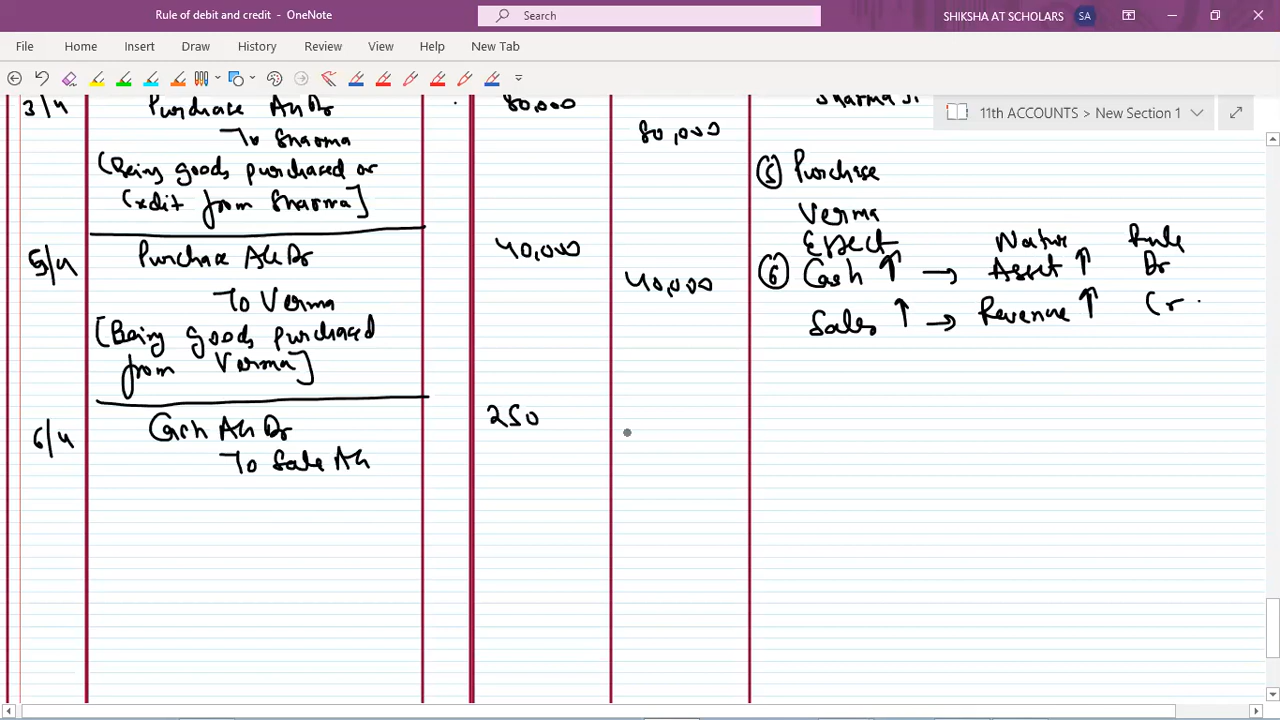 Rule of debit and credit - OneNote
Search
SHIKSHA AT SCHOLARS SA
File Home Insert Draw History Review View Help New Tab
11th ACCOUNTS > New Section 1
3/4 Purchase A/c Dr 80,000
To Sharma 80,000
(Being goods purchased on
Credit from Sharma]
5/4 Purchase A/c Dr 40,000
To Verma 40,000
[Being goods purchased
from Verma]
6/4 Cash A/c Dr 250
To Sale A/c
Sharma Ji
(5) Purchase
Verma
Effect Nature Rule
(6) Cash ↑ → Asset ↑ Dr
Sales ↑ → Revenue ↑ Cr.